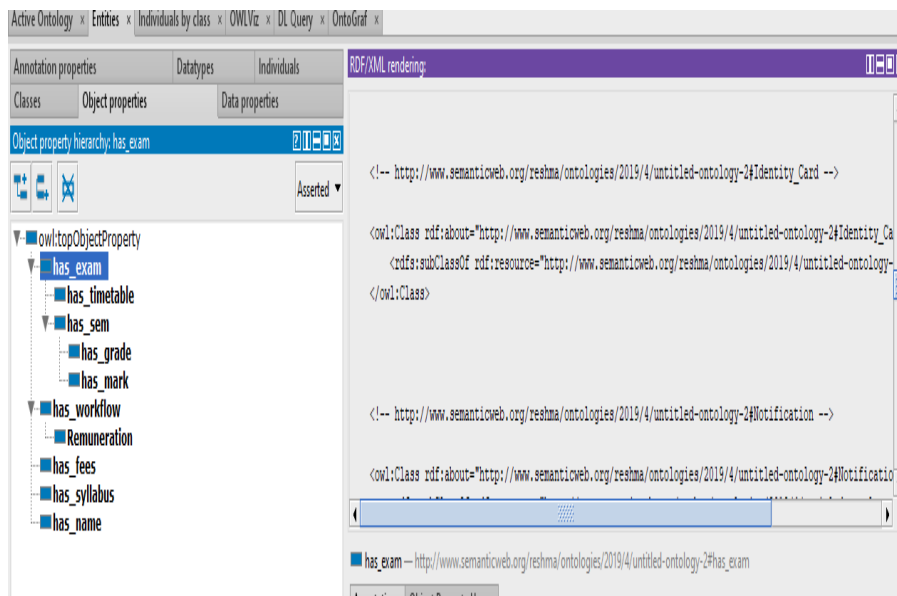 Active Ontology × Entities × Individuals by class × OWLViz × DL Query × OntoGraf ×
Annotation properties Datatypes Individuals
Classes Object properties Data properties
Object property hierarchy: has_exam
Asserted
owl:topObjectProperty
has_exam
has_timetable
has_sem
has_grade
has_mark
has_workflow
Remuneration
has_fees
has_syllabus
has_name
RDF/XML rendering:
<!-- http://www.semanticweb.org/reshma/ontologies/2019/4/untitled-ontology-2#Identity_Card -->
<owl:Class rdf:about="http://www.semanticweb.org/reshma/ontologies/2019/4/untitled-ontology-2#Identity_Ca
<rdfs:subClassOf rdf:resource="http://www.semanticweb.org/reshma/ontologies/2019/4/untitled-ontology-
</owl:Class>
<!-- http://www.semanticweb.org/reshma/ontologies/2019/4/untitled-ontology-2#Notification -->
<owl:Class rdf:about="http://www.semanticweb.org/reshma/ontologies/2019/4/untitled-ontology-2#Notificatio
has_exam — http://www.semanticweb.org/reshma/ontologies/2019/4/untitled-ontology-2#has_exam